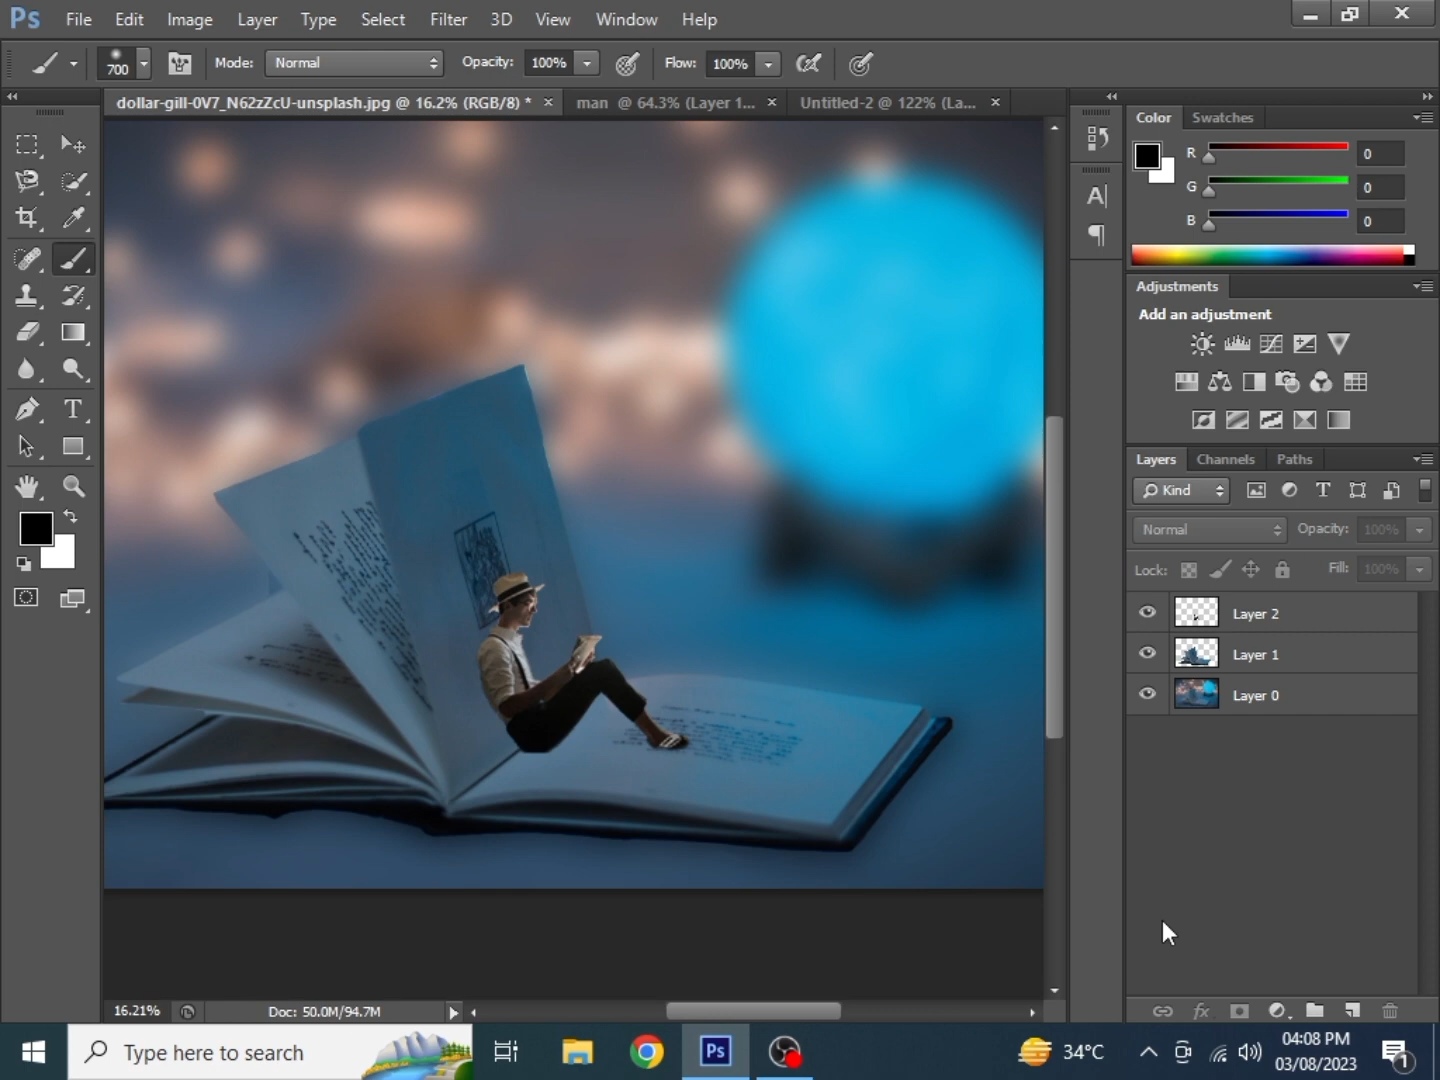 Ps File Edit Image Layer Type Select Filter 3D View Window Help
700 Mode: Normal Opacity: 100% Flow: 100%
dollar-gill-0V7_N62zZcU-unsplash.jpg @ 16.2% (RGB/8) * man @ 64.3% (Layer 1... Untitled-2 @ 122% (La...
Color Swatches
R 0
G 0
B 0
Adjustments
Add an adjustment
Layers Channels Paths
Kind
Normal Opacity: 100%
Lock: Fill: 100%
Layer 2
Layer 1
Layer 0
16.21% Doc: 50.0M/94.7M
Type here to search Ps 34°C 04:08 PM
03/08/2023 1